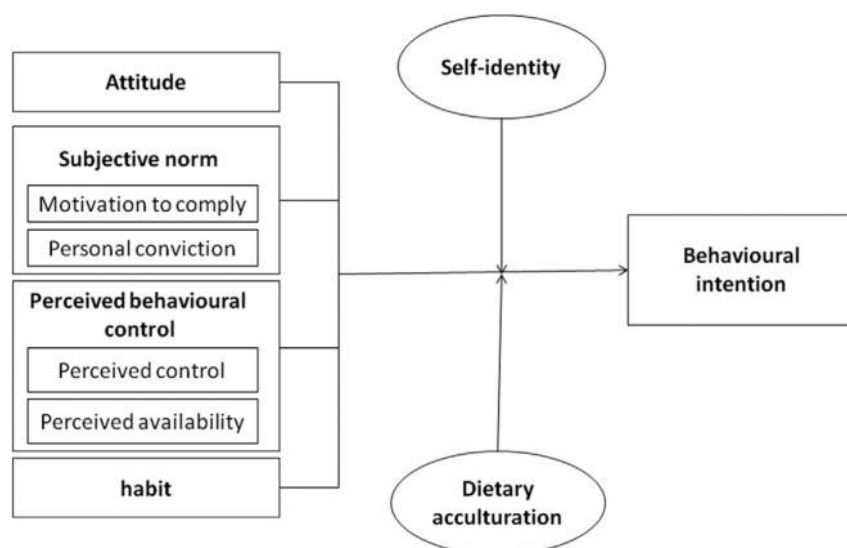 Attitude
Subjective norm
Motivation to comply
Personal conviction
Perceived behavioural
control
Perceived control
Perceived availability
habit
Self-identity
Dietary
acculturation
Behavioural
intention